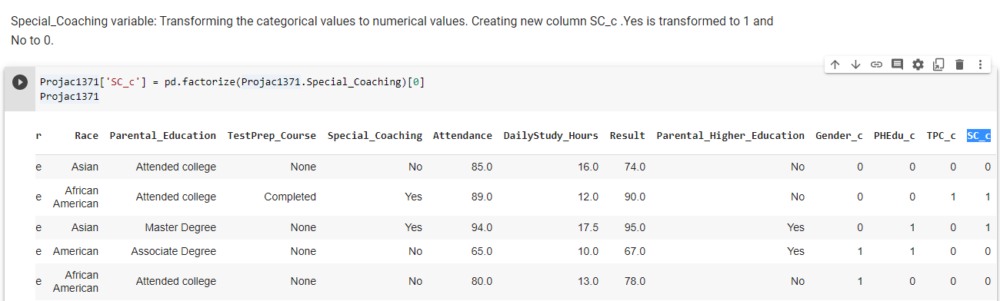 Special_Coaching variable: Transforming the categorical values to numerical values. Creating new column SC_c .Yes is transformed to 1 and
No to 0.
Projac1371['SC_c'] = pd.factorize(Projac1371.Special_Coaching)[0]
Projac1371
r Race Parental_Education TestPrep_Course Special_Coaching Attendance DailyStudy_Hours Result Parental_Higher_Education Gender_c PHEdu_c TPC_c SC_c
e Asian Attended college None No 85.0 16.0 74.0 No 0 0 0 0
e African American Attended college Completed Yes 89.0 12.0 90.0 No 0 0 1 1
e Asian Master Degree None Yes 94.0 17.5 95.0 Yes 0 1 0 1
e American Associate Degree None No 65.0 10.0 67.0 Yes 1 1 0 0
e African American Attended college None No 80.0 13.0 78.0 No 1 0 0 0